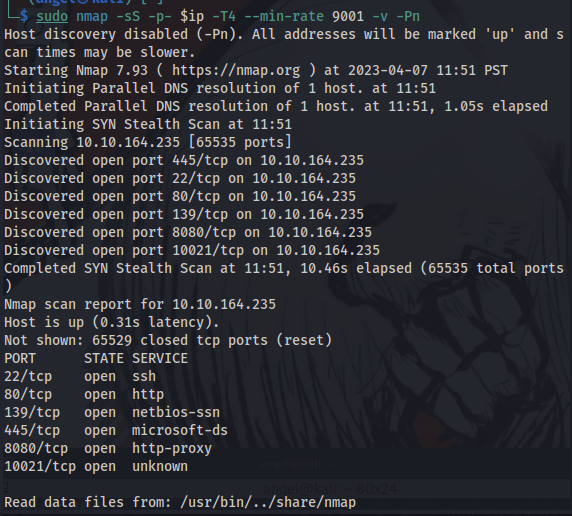 (angel㉿kali)-[~]
$ sudo nmap -sS -p- $ip -T4 --min-rate 9001 -v -Pn
Host discovery disabled (-Pn). All addresses will be marked 'up' and s
can times may be slower.
Starting Nmap 7.93 ( https://nmap.org ) at 2023-04-07 11:51 PST
Initiating Parallel DNS resolution of 1 host. at 11:51
Completed Parallel DNS resolution of 1 host. at 11:51, 1.05s elapsed
Initiating SYN Stealth Scan at 11:51
Scanning 10.10.164.235 [65535 ports]
Discovered open port 445/tcp on 10.10.164.235
Discovered open port 22/tcp on 10.10.164.235
Discovered open port 80/tcp on 10.10.164.235
Discovered open port 139/tcp on 10.10.164.235
Discovered open port 8080/tcp on 10.10.164.235
Discovered open port 10021/tcp on 10.10.164.235
Completed SYN Stealth Scan at 11:51, 10.46s elapsed (65535 total ports
)
Nmap scan report for 10.10.164.235
Host is up (0.31s latency).
Not shown: 65529 closed tcp ports (reset)
PORT STATE SERVICE
22/tcp open ssh
80/tcp open http
139/tcp open netbios-ssn
445/tcp open microsoft-ds
8080/tcp open http-proxy
10021/tcp open unknown
angel@kali: ~ 80x24
Read data files from: /usr/bin/../share/nmap